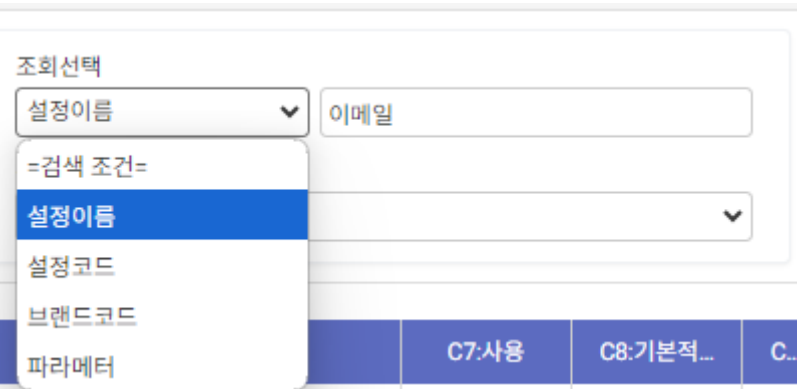 조회선택
설정이름 이메일
=검색 조건=
설정이름
설정코드
브랜드코드
파라메터
C7:사용 C8:기본적... C..